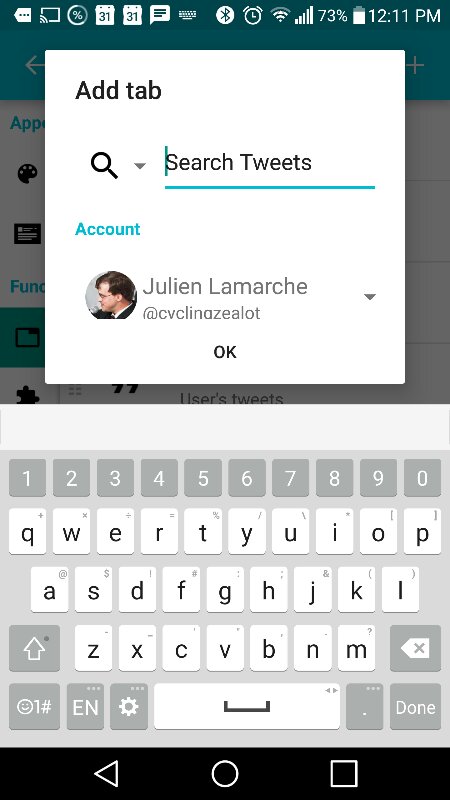 31 31 73% 12:11 PM
Add tab
Appe
Search Tweets
Account
Func
Julien Lamarche
@cyclingzealot
OK
User's tweets
1 2 3 4 5 6 7 8 9 0
+ × ÷ = % / \ * [ ]
q w e r t y u i o p
@ $ ! # : ; & ( )
a s d f g h j k l
- _ " ' , ?
z x c v b n m
1# EN . Done